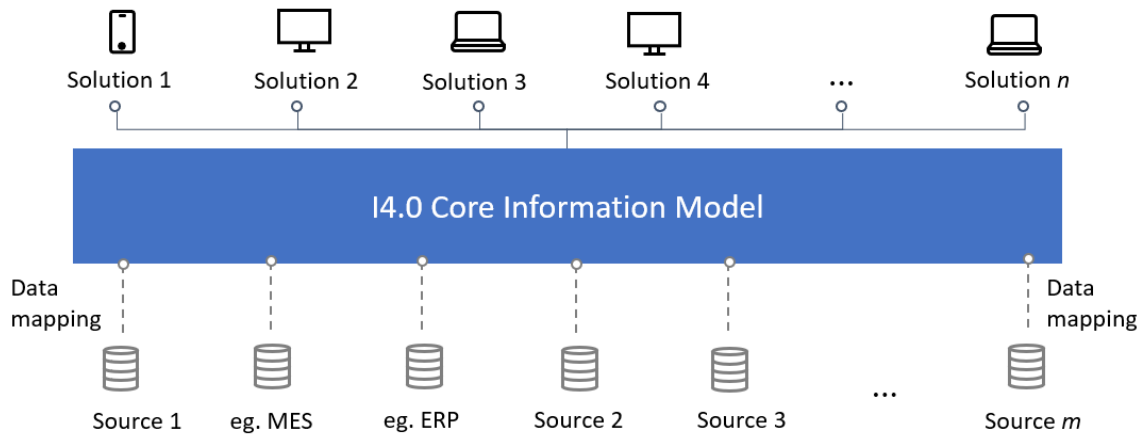 Solution 1 Solution 2 Solution 3 Solution 4 ... Solution n
I4.0 Core Information Model
Data
mapping
Data
mapping
Source 1 eg. MES eg. ERP Source 2 Source 3 ... Source m